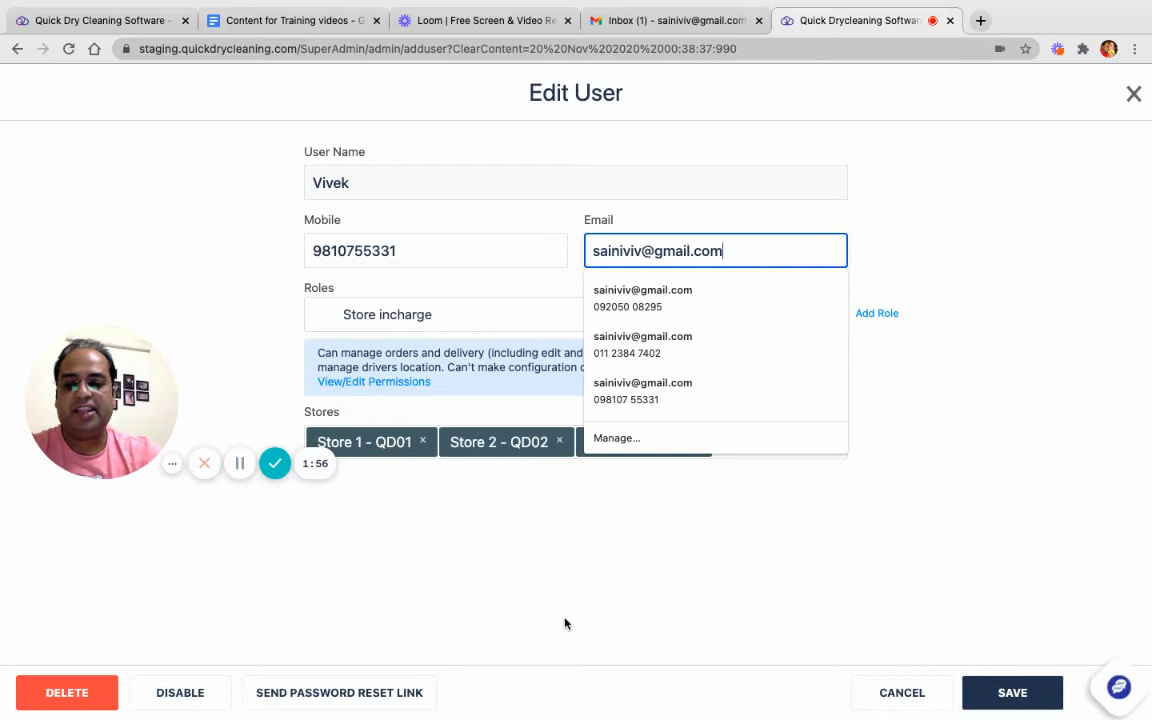 Quick Dry Cleaning Software -
Content for Training videos - G
Loom | Free Screen & Video Re
Inbox (1) - sainiviv@gmail.com
Quick Drycleaning Software
staging.quickdrycleaning.com/SuperAdmin/admin/adduser?ClearContent=20%20Nov%202020%2000:38:37:990
Edit User
User Name
Vivek
Mobile
Email
9810755331
sainiviv@gmail.com
Roles
Store incharge
Add Role
sainiviv@gmail.com
092050 08295
sainiviv@gmail.com
011 2384 7402
sainiviv@gmail.com
098107 55331
Manage...
Can manage orders and delivery (including edit and
manage drivers location. Can't make configuration c
View/Edit Permissions
Stores
Store 1 - QD01 ×
Store 2 - QD02 ×
1:56
DELETE
DISABLE
SEND PASSWORD RESET LINK
CANCEL
SAVE